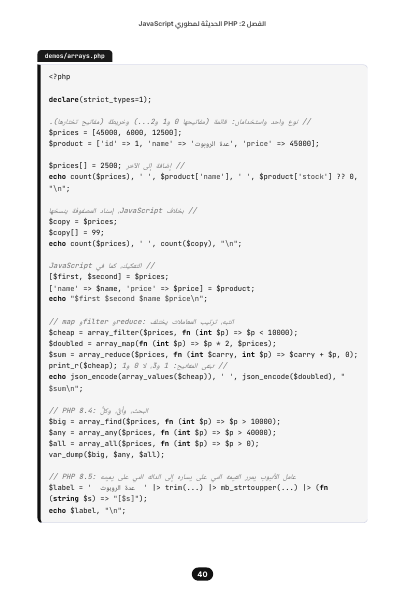 الفصل 2: PHP الحديثة لمطوري JavaScript
demos/arrays.php
<?php
declare(strict_types=1);
// نوع واحد واستخدامان: قائمة (مفاتيحها 0 و1 و2...) وخريطة (مفاتيح تختارها).
$prices = [45000, 6000, 12500];
$product = ['id' => 1, 'name' => 'عدة الروبوت', 'price' => 45000];
$prices[] = 2500; // إضافة إلى الآخر
echo count($prices), ' ', $product['name'], ' ', $product['stock'] ?? 0,
"\n";
// بخلاف JavaScript، إسناد المصفوفة ينسخها
$copy = $prices;
$copy[] = 99;
echo count($prices), ' ', count($copy), "\n";
// التفكيك، كما في JavaScript
[$first, $second] = $prices;
['name' => $name, 'price' => $price] = $product;
echo "$first $second $name $price\n";
// map وfilter وreduce: انتبه، ترتيب المعاملات يختلف
$cheap = array_filter($prices, fn (int $p) => $p < 10000);
$doubled = array_map(fn (int $p) => $p * 2, $prices);
$sum = array_reduce($prices, fn (int $carry, int $p) => $carry + $p, 0);
print_r($cheap); // تبقى المفاتيح: 1 و3، لا 0 و1
echo json_encode(array_values($cheap)), ' ', json_encode($doubled), "
$sum\n";
// PHP 8.4: البحث، وأيّ، وكلّ
$big = array_find($prices, fn (int $p) => $p > 10000);
$any = array_any($prices, fn (int $p) => $p > 40000);
$all = array_all($prices, fn (int $p) => $p > 0);
var_dump($big, $any, $all);
// PHP 8.5: عامل الأنبوب يمرر القيمة التي على يساره إلى الدالة التي على يمينه
$label = '  عدة الروبوت  ' |> trim(...) |> mb_strtoupper(...) |> (fn
(string $s) => "[$s]");
echo $label, "\n";
40